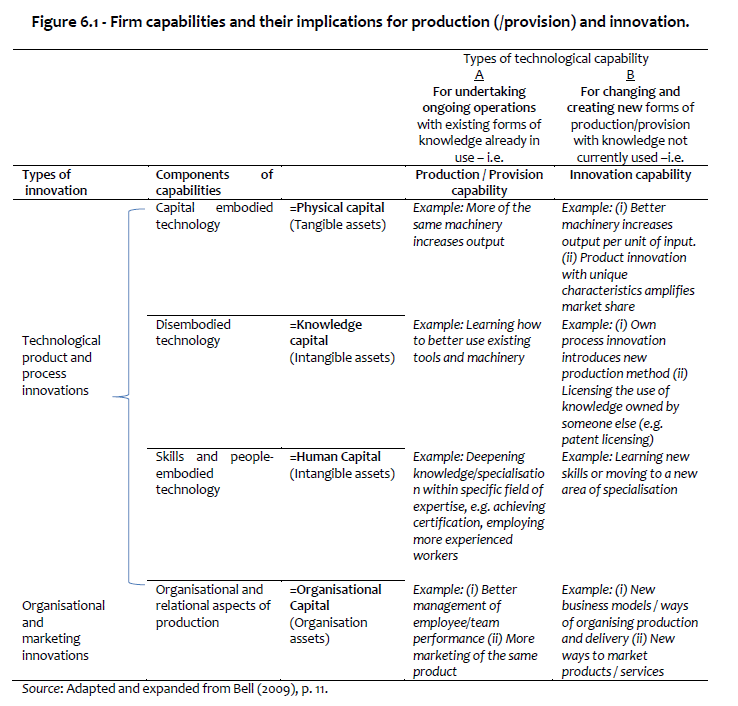 Figure 6.1 - Firm capabilities and their implications for production (/provision) and innovation.
Types of technological capability
A
For undertaking
ongoing operations
with existing forms of
knowledge already in
use – i.e.
B
For changing and
creating new forms of
production/provision
with knowledge not
currently used –i.e.
Types of
innovation
Components of
capabilities
Production / Provision
capability
Innovation capability
Capital embodied
technology
=Physical capital
(Tangible assets)
Example: More of the
same machinery
increases output
Example: (i) Better
machinery increases
output per unit of input.
(ii) Product innovation
with unique
characteristics amplifies
market share
Technological
product and
process
innovations
Disembodied
technology
=Knowledge
capital
(Intangible assets)
Example: Learning how
to better use existing
tools and machinery
Example: (i) Own
process innovation
introduces new
production method (ii)
Licensing the use of
knowledge owned by
someone else (e.g.
patent licensing)
Skills and people-
embodied
technology
=Human Capital
(Intangible assets)
Example: Deepening
knowledge/specialisatio
n within specific field of
expertise, e.g. achieving
certification, employing
more experienced
workers
Example: Learning new
skills or moving to a new
area of specialisation
Organisational
and
marketing
innovations
Organisational and
relational aspects of
production
=Organisational
Capital
(Organisation
assets)
Example: (i) Better
management of
employee/team
performance (ii) More
marketing of the same
product
Example: (i) New
business models / ways
of organising production
and delivery (ii) New
ways to market
products / services
Source: Adapted and expanded from Bell (2009), p. 11.